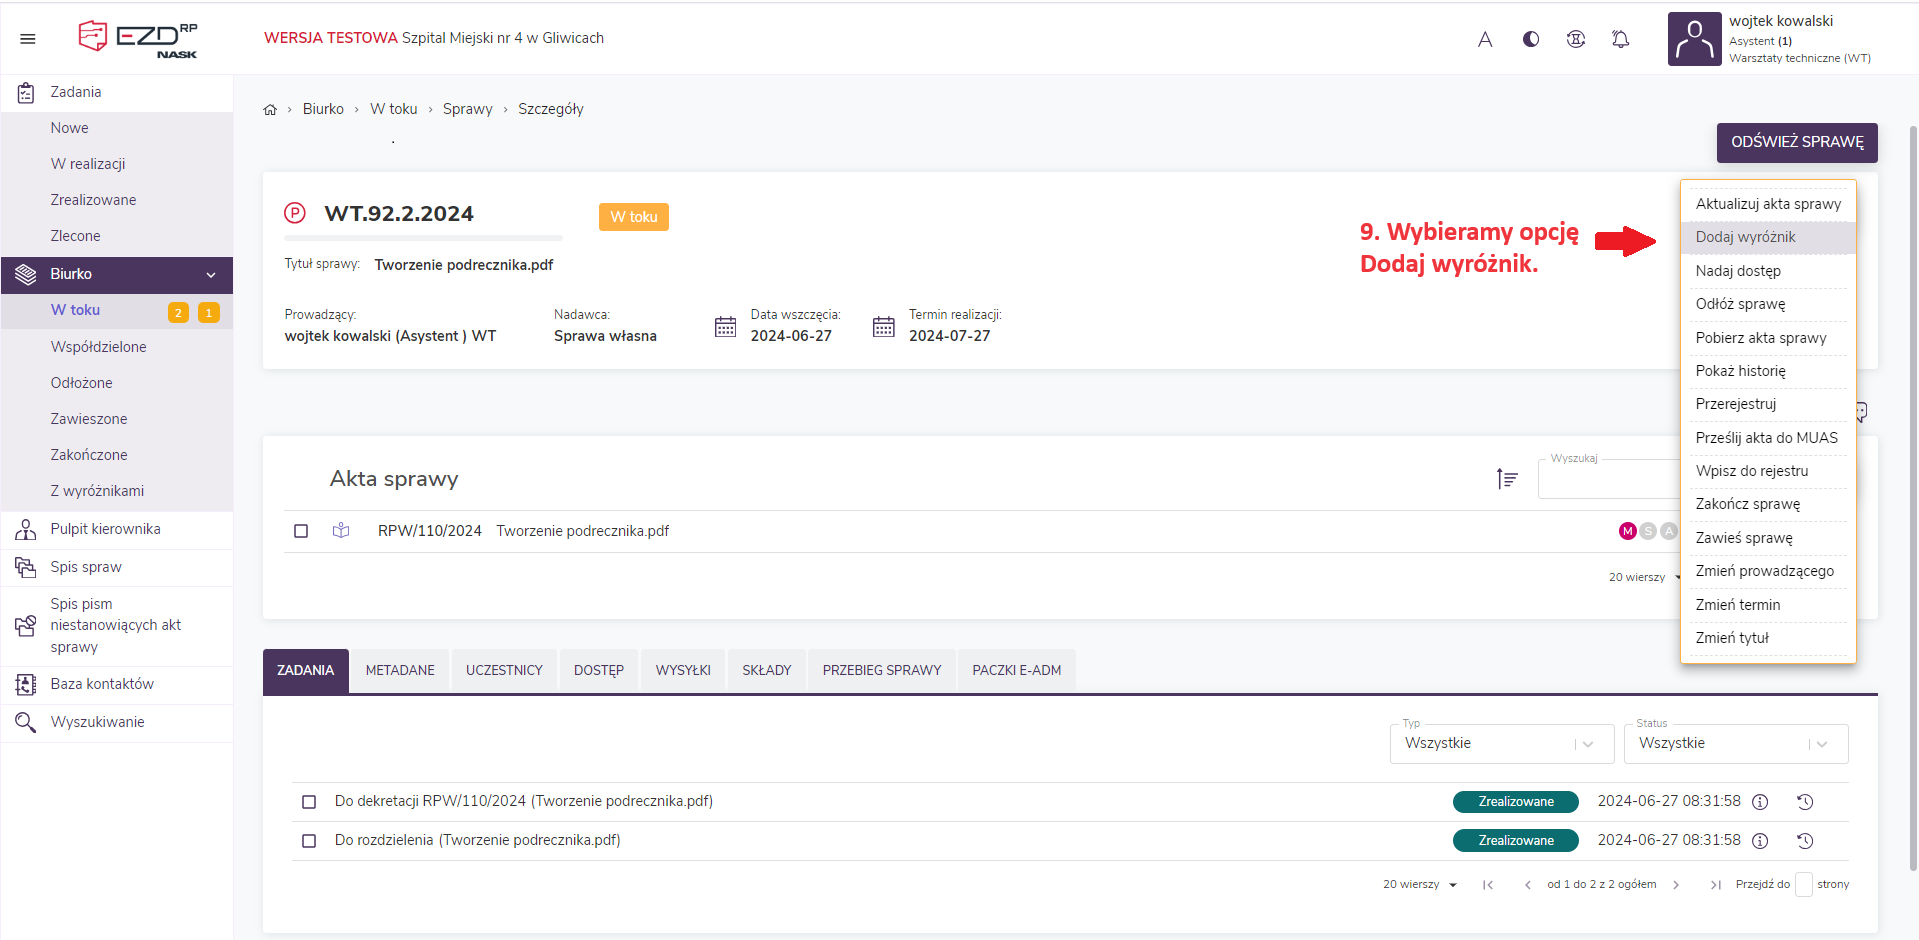 EZD RP
NASK
WERSJA TESTOWA Szpital Miejski nr 4 w Gliwicach
A
wojtek kowalski
Asystent (1)
Warsztaty techniczne (WT)
Zadania
Nowe
W realizacji
Zrealizowane
Zlecone
Biurko
W toku 2 1
Współdzielone
Odłożone
Zawieszone
Zakończone
Z wyróżnikami
Pulpit kierownika
Spis spraw
Spis pism
niestanowiących akt
sprawy
Baza kontaktów
Wyszukiwanie
Biurko › W toku › Sprawy › Szczegóły
.
ODŚWIEŻ SPRAWĘ
P WT.92.2.2024 W toku
Tytuł sprawy: Tworzenie podrecznika.pdf
Prowadzący:
wojtek kowalski (Asystent ) WT
Nadawca:
Sprawa własna
Data wszczęcia:
2024-06-27
Termin realizacji:
2024-07-27
9. Wybieramy opcję
Dodaj wyróżnik.
Aktualizuj akta sprawy
Dodaj wyróżnik
Nadaj dostęp
Odłóż sprawę
Pobierz akta sprawy
Pokaż historię
Przerejestruj
Prześlij akta do MUAS
Wpisz do rejestru
Zakończ sprawę
Zawieś sprawę
Zmień prowadzącego
Zmień termin
Zmień tytuł
Akta sprawy
Wyszukaj
RPW/110/2024 Tworzenie podrecznika.pdf M S A
20 wierszy
ZADANIA METADANE UCZESTNICY DOSTĘP WYSYŁKI SKŁADY PRZEBIEG SPRAWY PACZKI E-ADM
Typ
Wszystkie
Status
Wszystkie
Do dekretacji RPW/110/2024 (Tworzenie podrecznika.pdf) Zrealizowane 2024-06-27 08:31:58
Do rozdzielenia (Tworzenie podrecznika.pdf) Zrealizowane 2024-06-27 08:31:58
20 wierszy od 1 do 2 z 2 ogółem Przejdź do strony